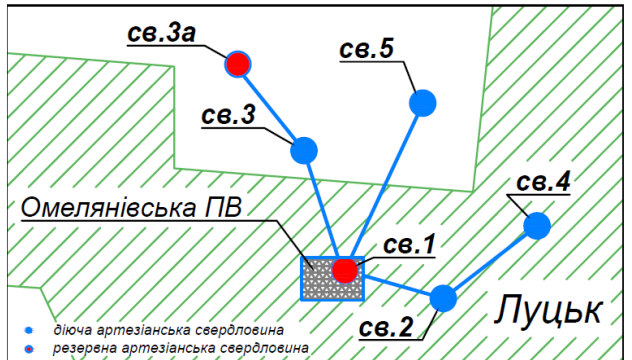 св.3а
св.5
св.3
св.4
Омелянівська ПВ
св.1
Луцьк
св.2
діюча артезіанська свердловина
резервна артезіанська свердловина